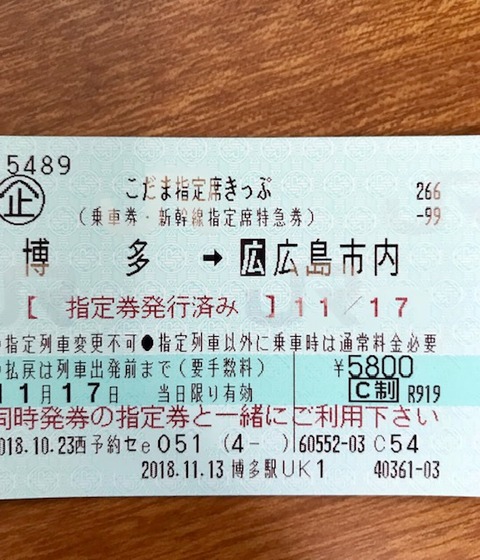 5489
企 こだま指定席きっぷ 266
(乗車券・新幹線指定席特急券) -99
博 多 → 広 広島市内
【 指定券発行済み 】11/17
指定列車変更不可●指定列車以外に乗車時は通常料金必要
払戻は列車出発前まで(要手数料) ¥5800
11月17日 当日限り有効 C制 R919
同時発券の指定券と一緒にご利用下さい
018.10.23西予約セe051 (4- )60552-03 C54
2018.11.13 博多駅UK1 40361-03